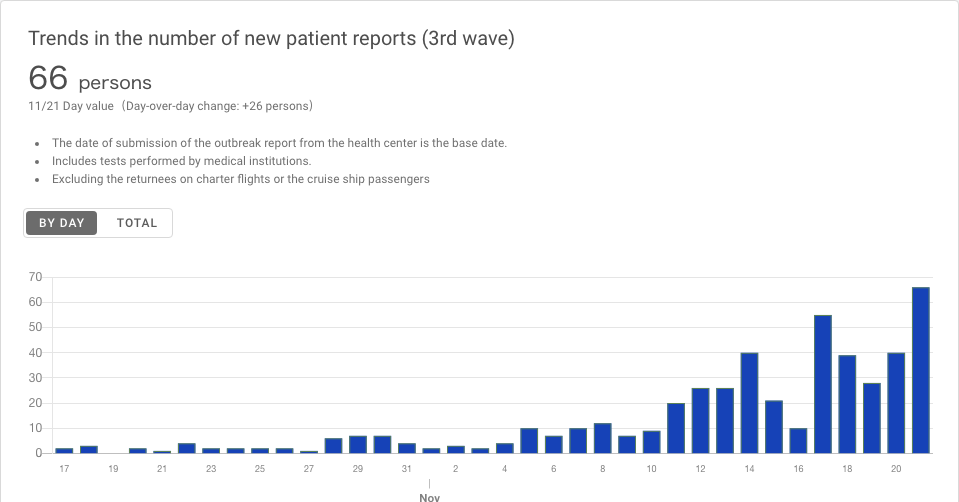 Trends in the number of new patient reports (3rd wave)
66 persons
11/21 Day value（Day-over-day change: +26 persons）
• The date of submission of the outbreak report from the health center is the base date.
• Includes tests performed by medical institutions.
• Excluding the returnees on charter flights or the cruise ship passengers
BY DAY TOTAL
70
60
50
40
30
20
10
0
17 19 21 23 25 27 29 31 2 4 6 8 10 12 14 16 18 20
Nov